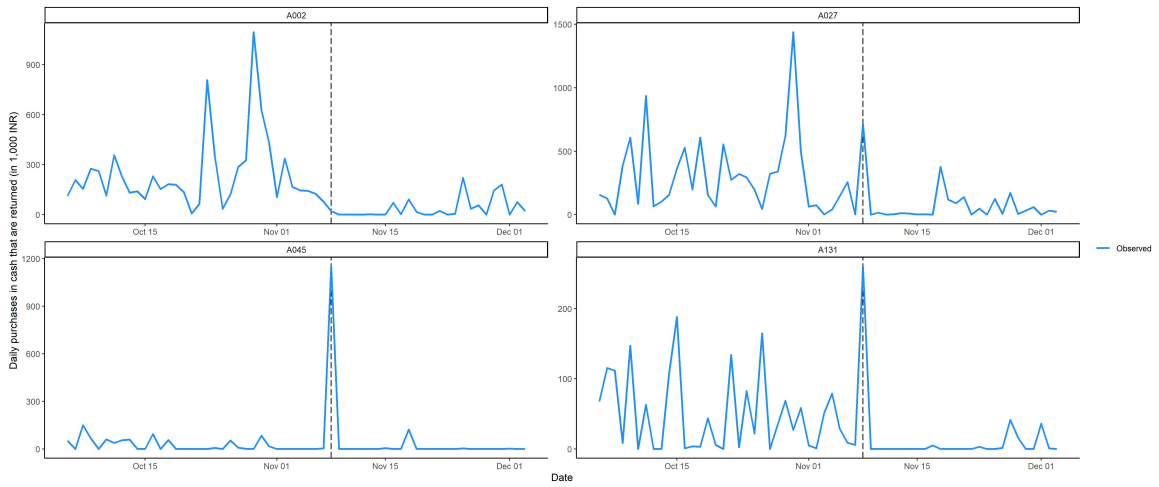 A002
A027
Daily purchases in cash that are returned (in 1,000 INR)
900
600
300
0
Oct 15
Nov 01
Nov 15
Dec 01
1500
1000
500
0
Oct 15
Nov 01
Nov 15
Dec 01
A045
A131
1200
900
600
300
0
Oct 15
Nov 01
Nov 15
Dec 01
200
100
0
Oct 15
Nov 01
Nov 15
Dec 01
Observed
Date